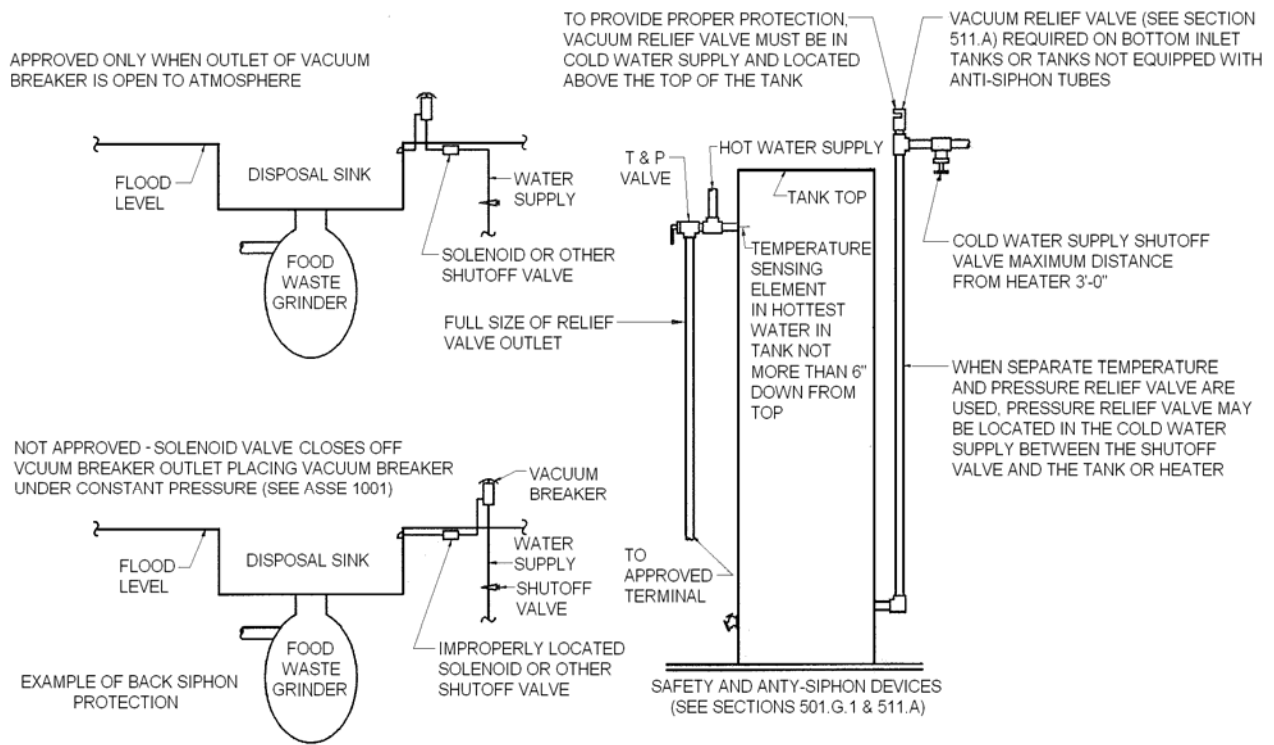 APPROVED ONLY WHEN OUTLET OF VACUUM
BREAKER IS OPEN TO ATMOSPHERE
FLOOD
LEVEL
DISPOSAL SINK
WATER
SUPPLY
SOLENOID OR OTHER
SHUTOFF VALVE
FOOD
WASTE
GRINDER
NOT APPROVED - SOLENOID VALVE CLOSES OFF
VCUUM BREAKER OUTLET PLACING VACUUM BREAKER
UNDER CONSTANT PRESSURE (SEE ASSE 1001)
VACUUM
BREAKER
FLOOD
LEVEL
DISPOSAL SINK
WATER
SUPPLY
SHUTOFF
VALVE
FOOD
WASTE
GRINDER
IMPROPERLY LOCATED
SOLENOID OR OTHER
SHUTOFF VALVE
EXAMPLE OF BACK SIPHON
PROTECTION
TO PROVIDE PROPER PROTECTION,
VACUUM RELIEF VALVE MUST BE IN
COLD WATER SUPPLY AND LOCATED
ABOVE THE TOP OF THE TANK
VACUUM RELIEF VALVE (SEE SECTION
511.A) REQUIRED ON BOTTOM INLET
TANKS OR TANKS NOT EQUIPPED WITH
ANTI-SIPHON TUBES
HOT WATER SUPPLY
T & P
VALVE
TANK TOP
COLD WATER SUPPLY SHUTOFF
VALVE MAXIMUM DISTANCE
FROM HEATER 3'-0"
TEMPERATURE
SENSING
ELEMENT
IN HOTTEST
WATER IN
TANK NOT
MORE THAN 6"
DOWN FROM
TOP
FULL SIZE OF RELIEF
VALVE OUTLET
WHEN SEPARATE TEMPERATURE
AND PRESSURE RELIEF VALVE ARE
USED, PRESSURE RELIEF VALVE MAY
BE LOCATED IN THE COLD WATER
SUPPLY BETWEEN THE SHUTOFF
VALVE AND THE TANK OR HEATER
TO
APPROVED
TERMINAL
SAFETY AND ANTY-SIPHON DEVICES
(SEE SECTIONS 501.G.1 & 511.A)